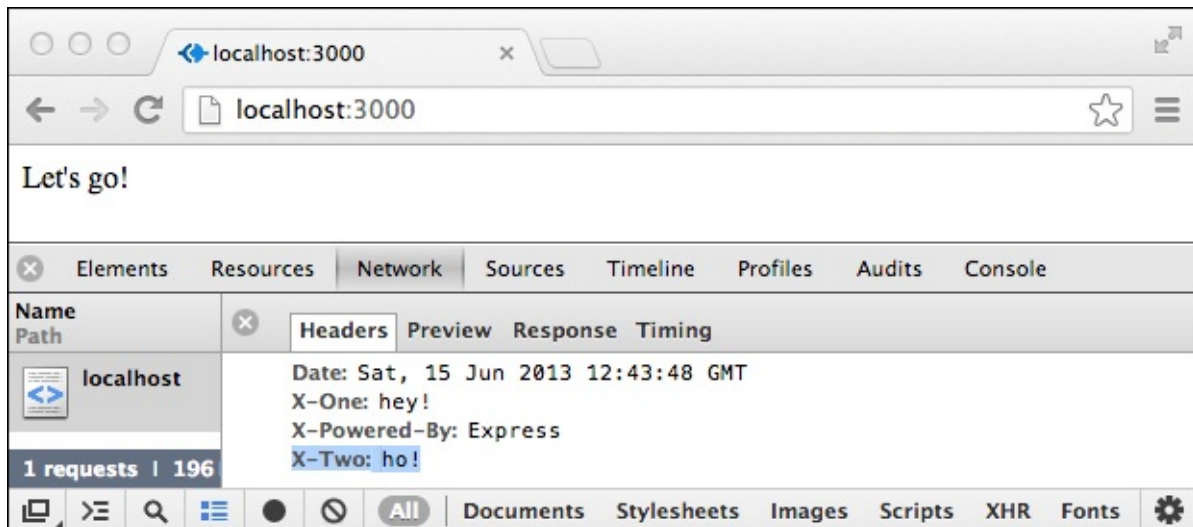 localhost:3000
localhost:3000
Let's go!
Elements Resources Network Sources Timeline Profiles Audits Console
Name
Path
Headers Preview Response Timing
localhost
Date: Sat, 15 Jun 2013 12:43:48 GMT
X-One: hey!
X-Powered-By: Express
X-Two: ho!
1 requests | 196
All Documents Stylesheets Images Scripts XHR Fonts